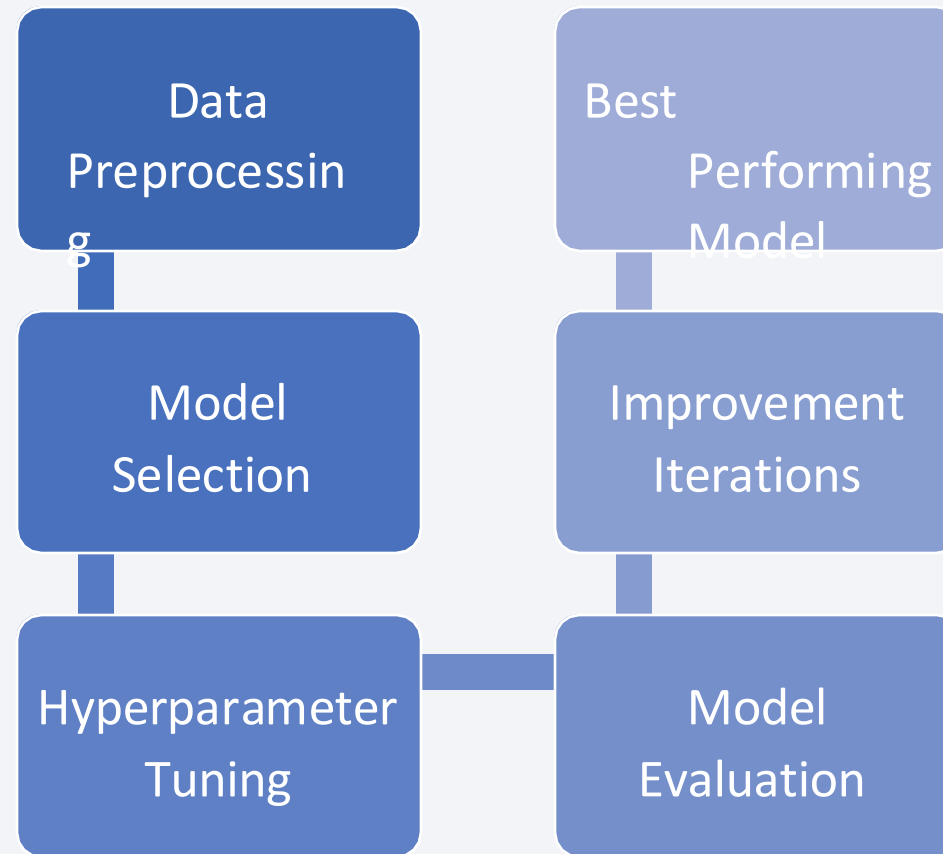 Data
Preprocessin
g
Model
Selection
Hyperparameter
Tuning
Model
Evaluation
Improvement
Iterations
Best
Performing
Model